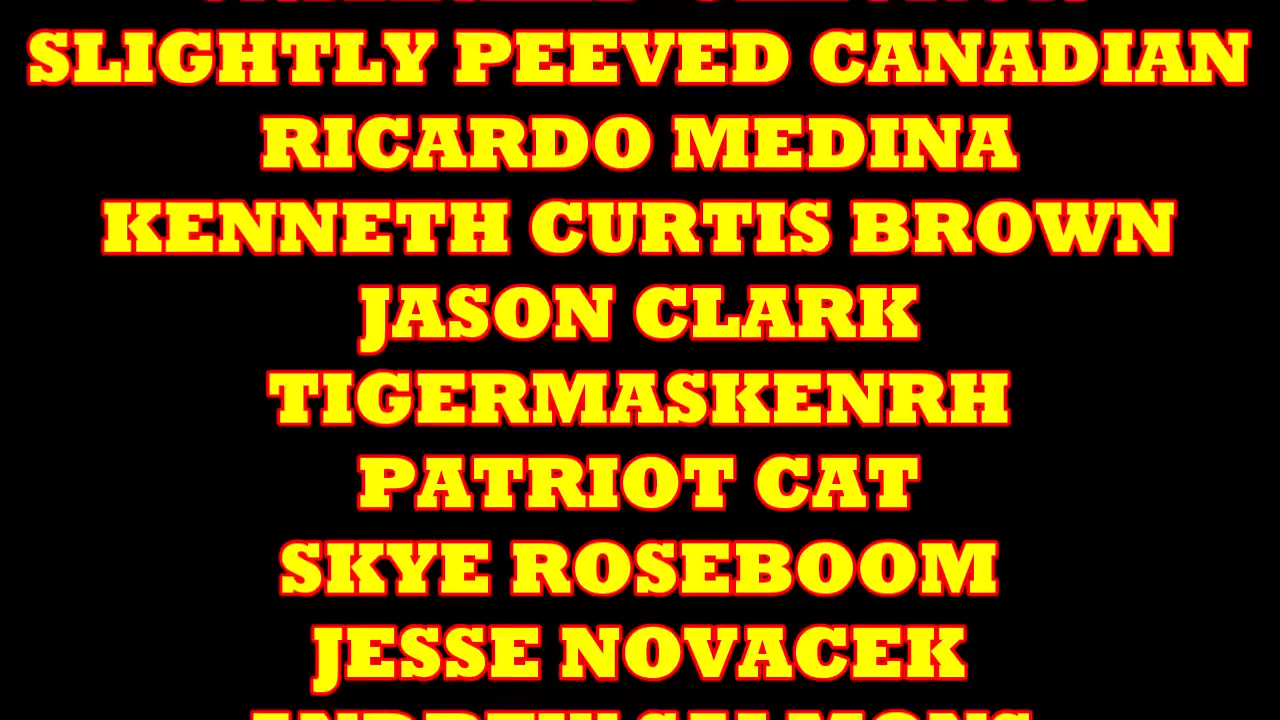 SLIGHTLY PEEVED CANADIAN
RICARDO MEDINA
KENNETH CURTIS BROWN
JASON CLARK
TIGERMASKENRH
PATRIOT CAT
SKYE ROSEBOOM
JESSE NOVACEK